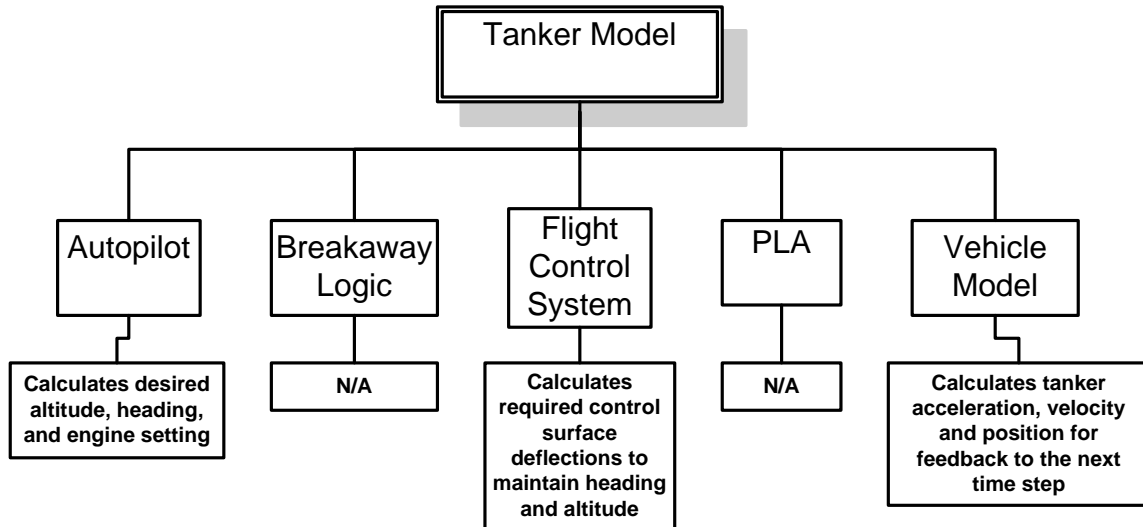 Tanker Model
Autopilot
Breakaway
Logic
Flight
Control
System
PLA
Vehicle
Model
Calculates desired
altitude, heading,
and engine setting
N/A
Calculates
required control
surface
deflections to
maintain heading
and altitude
N/A
Calculates tanker
acceleration, velocity
and position for
feedback to the next
time step